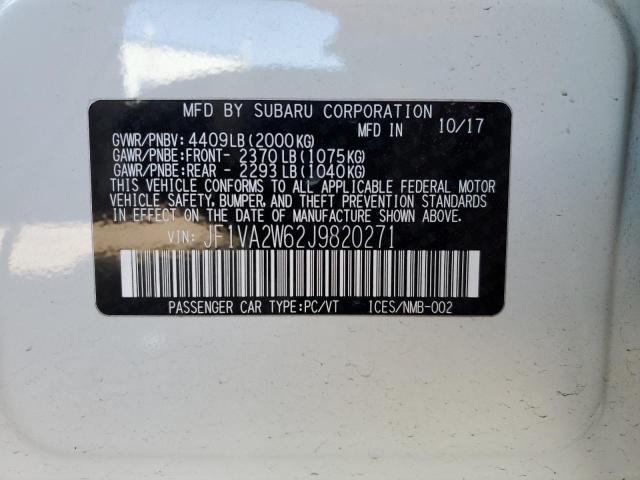 MFD BY SUBARU CORPORATION
MFD IN 10/17
GVWR/PNBV: 4409LB(2000KG)
GAWR/PNBE:FRONT- 2370LB(1075KG)
GAWR/PNBE:REAR - 2293LB(1040KG)
THIS VEHICLE CONFORMS TO ALL APPLICABLE FEDERAL MOTOR
VEHICLE SAFETY, BUMPER, AND THEFT PREVENTION STANDARDS
IN EFFECT ON THE DATE OF MANUFACTURE SHOWN ABOVE.
VIN: JF1VA2W62J9820271
PASSENGER CAR TYPE:PC/VT ICES/NMB-002